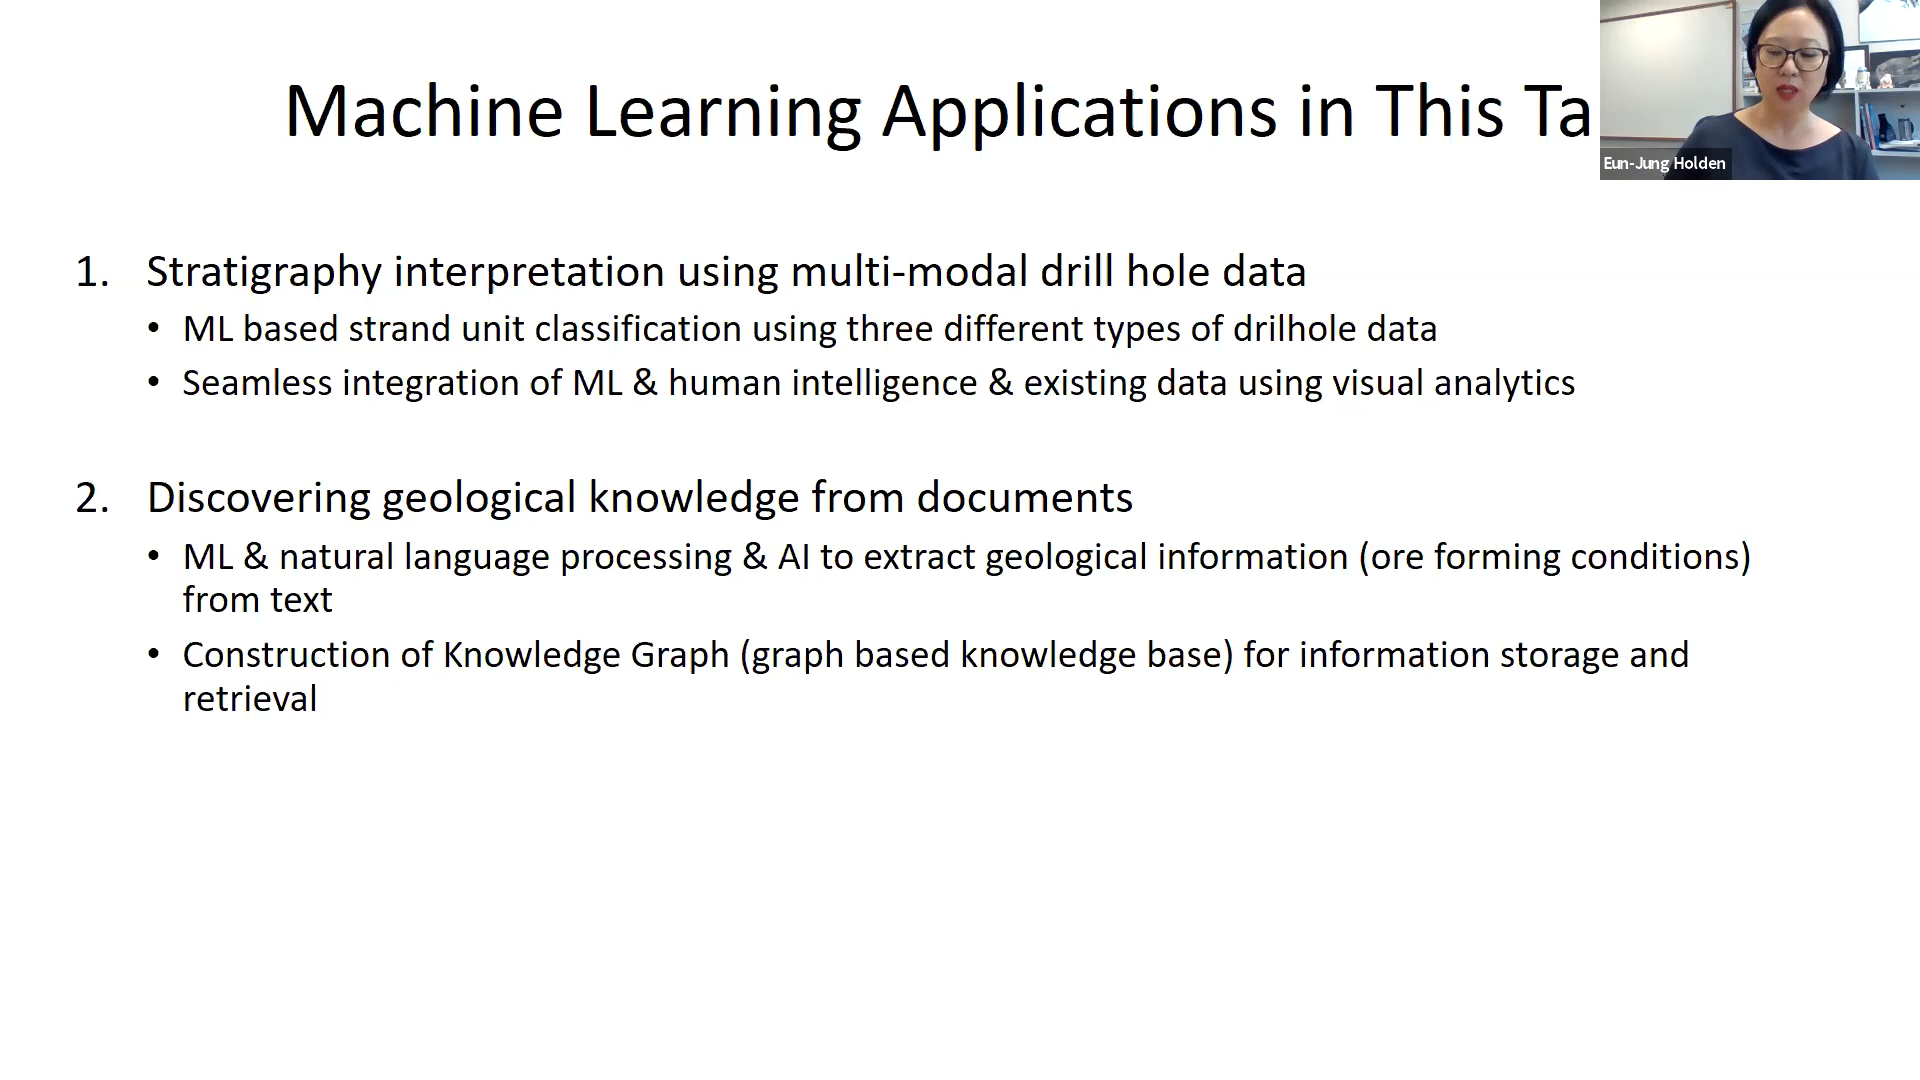 Machine Learning Applications in This Ta
Eun-Jung Holden
1. Stratigraphy interpretation using multi-modal drill hole data
• ML based strand unit classification using three different types of drilhole data
• Seamless integration of ML & human intelligence & existing data using visual analytics
2. Discovering geological knowledge from documents
• ML & natural language processing & AI to extract geological information (ore forming conditions)
from text
• Construction of Knowledge Graph (graph based knowledge base) for information storage and
retrieval